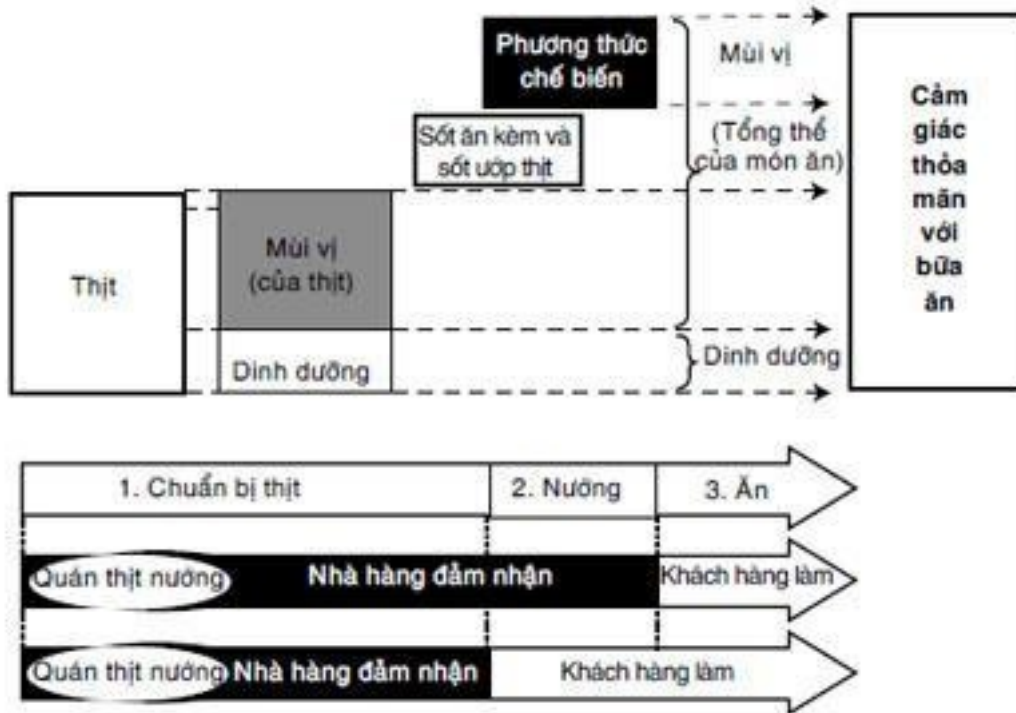 Phương thức
chế biến
Mùi vị
Sốt ăn kèm và
sốt ướp thịt
(Tổng thể
của món ăn)
Cảm
giác
thỏa
mãn
với
bữa
ăn
Thịt
Mùi vị
(của thịt)
Dinh dưỡng
Dinh dưỡng
1. Chuẩn bị thịt
2. Nướng
3. Ăn
Quán thịt nướng
Nhà hàng đảm nhận
Khách hàng làm
Quán thịt nướng
Nhà hàng đảm nhận
Khách hàng làm